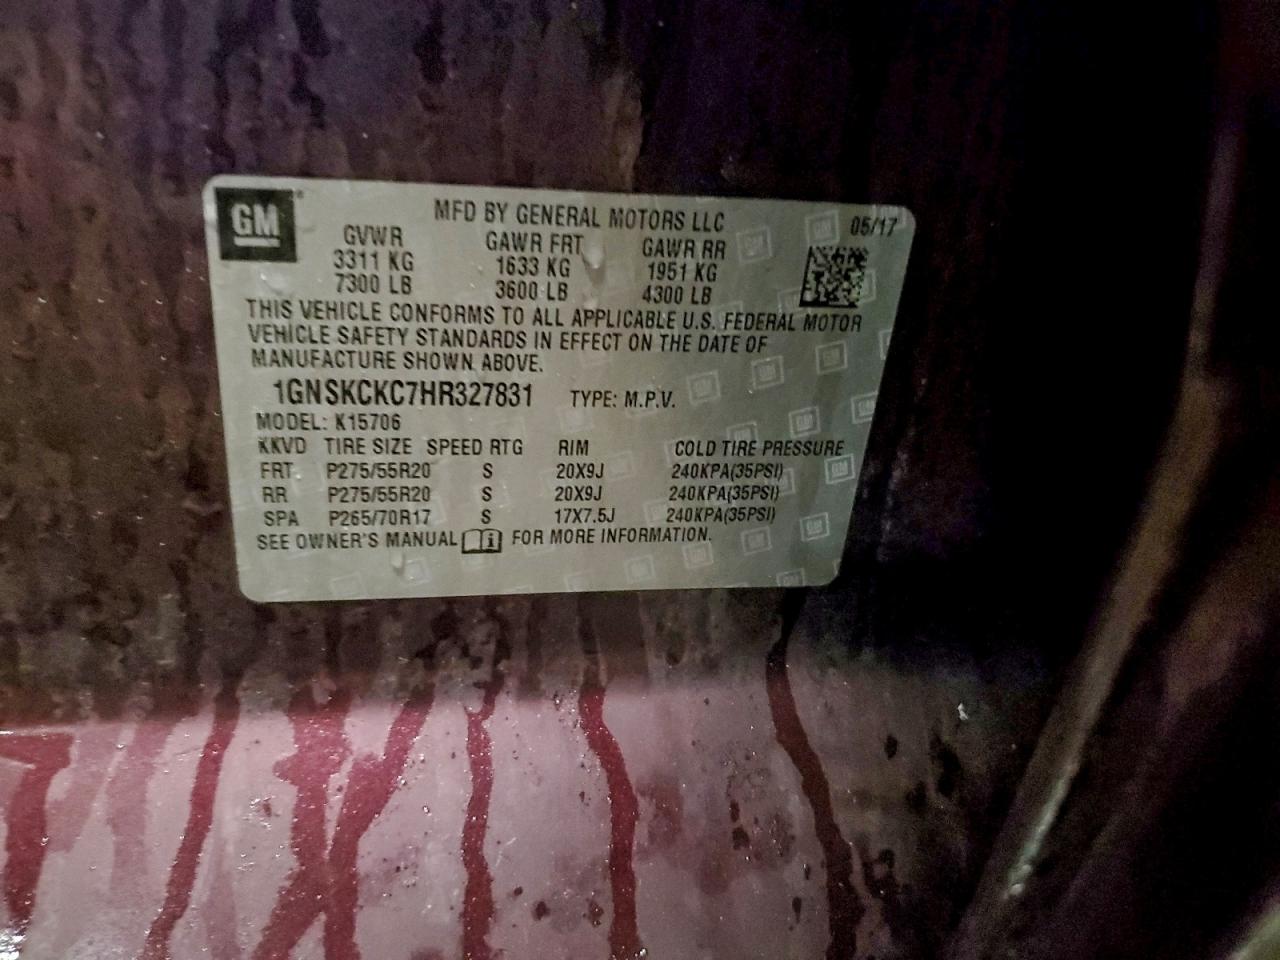 GM
MFD BY GENERAL MOTORS LLC 05/17
GVWR GAWR FRT GAWR RR
3311 KG 1633 KG 1951 KG
7300 LB 3600 LB 4300 LB
THIS VEHICLE CONFORMS TO ALL APPLICABLE U.S. FEDERAL MOTOR
VEHICLE SAFETY STANDARDS IN EFFECT ON THE DATE OF
MANUFACTURE SHOWN ABOVE.
1GNSKCKC7HR327831 TYPE: M.P.V.
MODEL: K15706
KKVD TIRE SIZE SPEED RTG RIM COLD TIRE PRESSURE
FRT P275/55R20 S 20X9J 240KPA(35PSI)
RR P275/55R20 S 20X9J 240KPA(35PSI)
SPA P265/70R17 S 17X7.5J 240KPA(35PSI)
SEE OWNER'S MANUAL FOR MORE INFORMATION.